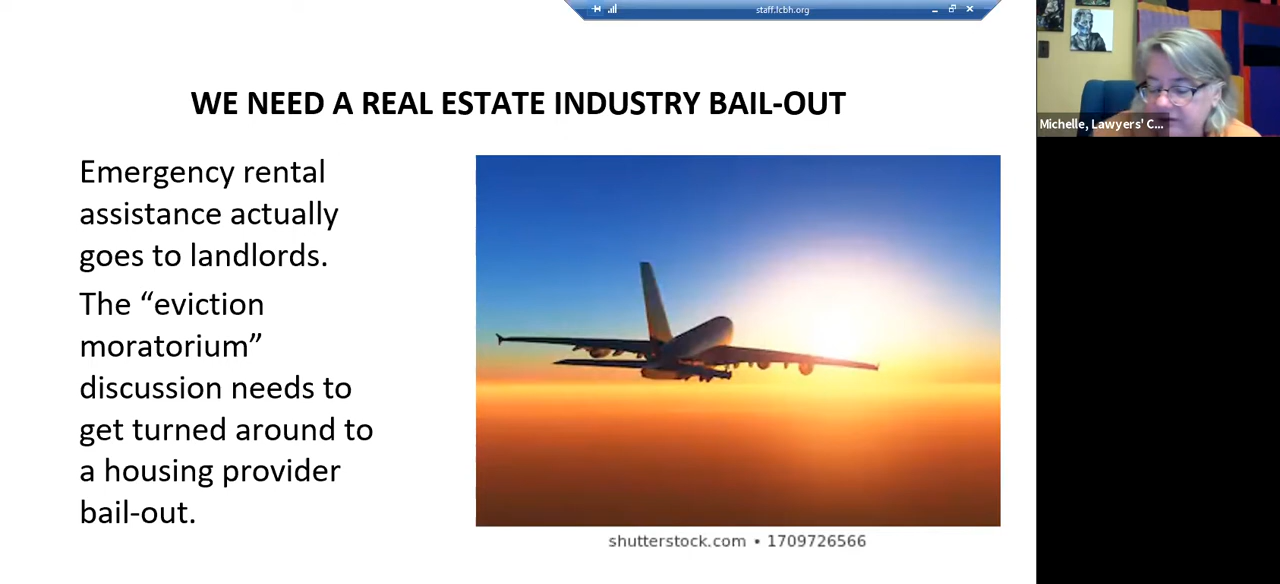 staff.lcbh.org
WE NEED A REAL ESTATE INDUSTRY BAIL-OUT
Emergency rental
assistance actually
goes to landlords.
The “eviction
moratorium”
discussion needs to
get turned around to
a housing provider
bail-out.
shutterstock.com • 1709726566
Michelle, Lawyers' C...